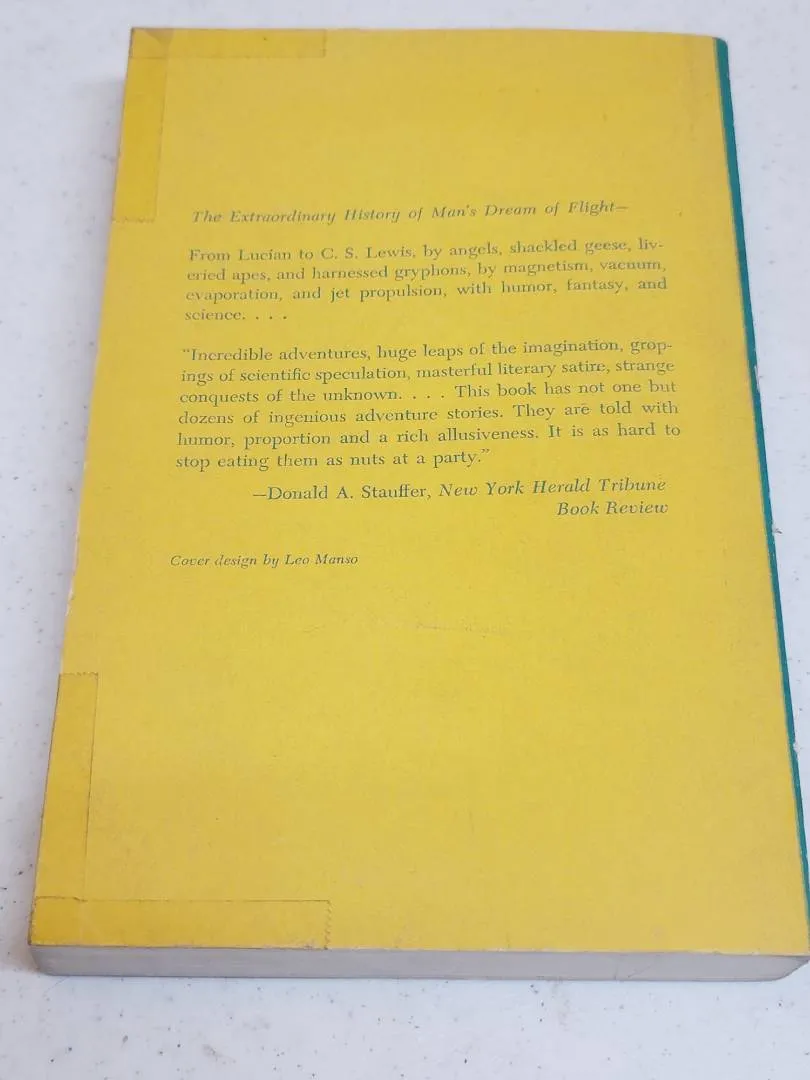 The Extraordinary History of Man's Dream of Flight—
From Lucian to C. S. Lewis, by angels, shackled geese, liv-
eried apes, and harnessed gryphons, by magnetism, vacuum,
evaporation, and jet propulsion, with humor, fantasy, and
science. . . .
"Incredible adventures, huge leaps of the imagination, grop-
ings of scientific speculation, masterful literary satire, strange
conquests of the unknown. . . . This book has not one but
dozens of ingenious adventure stories. They are told with
humor, proportion and a rich allusiveness. It is as hard to
stop eating them as nuts at a party."
—Donald A. Stauffer, New York Herald Tribune
Book Review
Cover design by Leo Manso